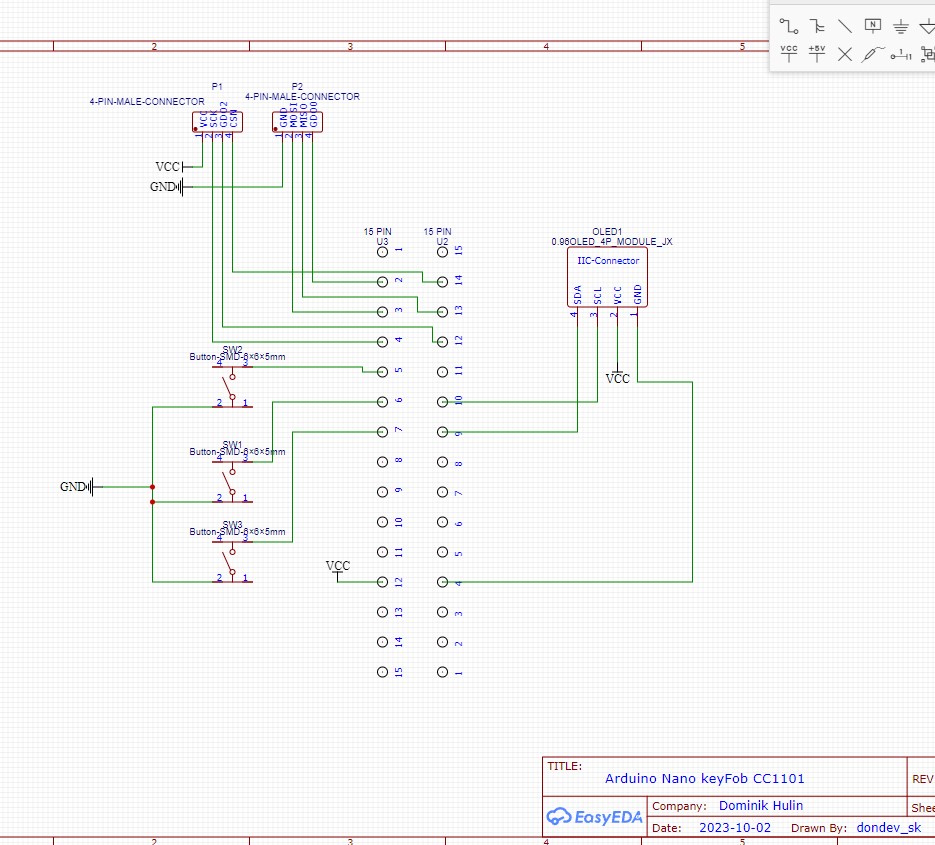 VCC +5V N
2 3 4 5
P1 P2
4-PIN-MALE-CONNECTOR 4-PIN-MALE-CONNECTOR
VCC SCK GDO2 CSN
1 2 3 4
GND MOSI MISO GDO0
1 2 3 4
VCC
GND
15 PIN 15 PIN
U3 U2
1 15
2 14
3 13
4 12
5 11
6 10
7 9
8 8
9 7
10 6
11 5
12 4
13 3
14 2
15 1
OLED1
0.96OLED_4P_MODULE_JX
IIC-Connector
SDA SCL VCC GND
4 3 2 1
VCC
SW2
Button-SMD-6×6×5mm
4 3
2 1
SW1
Button-SMD-6×6×5mm
4 3
2 1
GND
SW3
Button-SMD-6×6×5mm
4 3
2 1
VCC
TITLE:
Arduino Nano keyFob CC1101
REV
EasyEDA
Company: Dominik Hulin
Shee
Date: 2023-10-02 Drawn By: dondev_sk
2 3 4 5